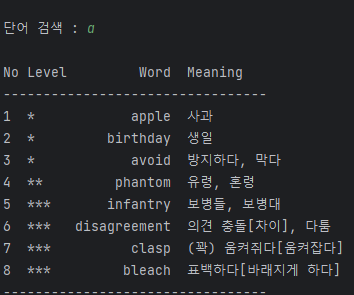 단어 검색 : a
No Level Word Meaning
---------------------------------
1 * apple 사과
2 * birthday 생일
3 * avoid 방지하다, 막다
4 ** phantom 유령, 혼령
5 *** infantry 보병들, 보병대
6 *** disagreement 의견 충돌[차이], 다툼
7 *** clasp (꽉) 움켜쥐다[움켜잡다]
8 *** bleach 표백하다[바래지게 하다]
---------------------------------